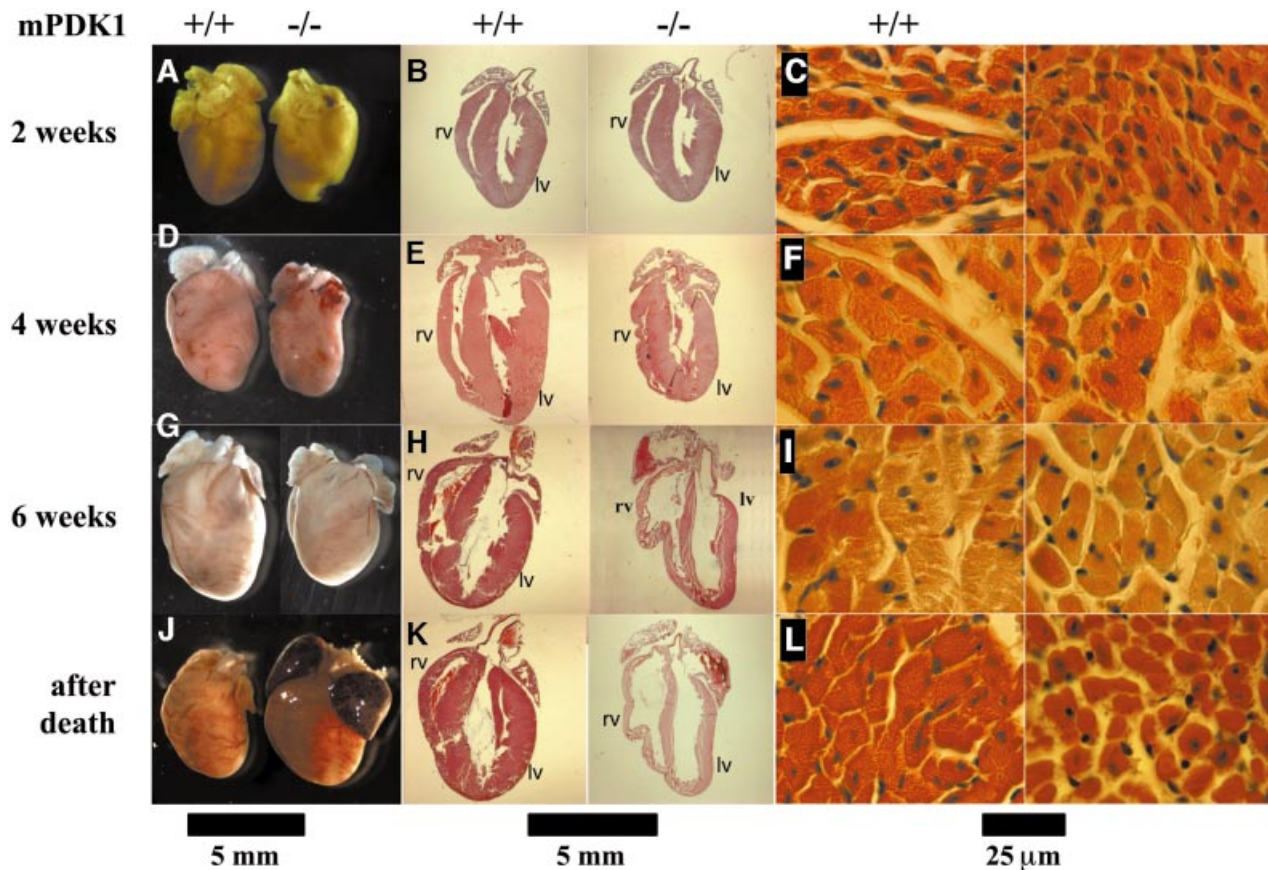 mPDK1 +/+ -/- +/+ -/- +/+
2 weeks A B rv lv lv C
4 weeks D E rv lv rv lv F
6 weeks G H rv lv rv lv I
after death J K rv lv rv lv L
5 mm 5 mm 25 μm